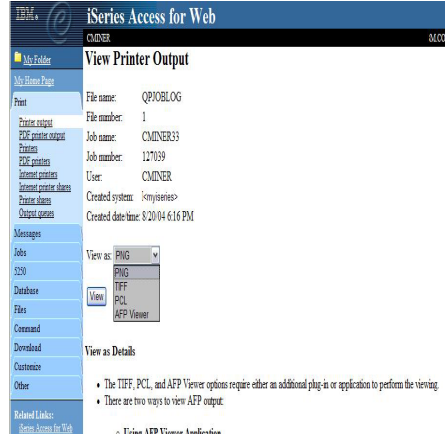 IBM.
iSeries Access for Web
CMINER
My Folder
View Printer Output
My Home Page
Print
Printer output
PDF printer output
Printers
PDF printers
Internet printers
Internet printer shares
Printer shares
Output queues
Messages
Jobs
5250
Database
Files
Command
Download
Customize
Other
Related Links:
iSeries Access for Web
File name: QPJOBLOG
File number: 1
Job name: CMINER33
Job number: 127039
User: CMINER
Created system: <myiseries>
Created date/time: 8/20/04 6:16 PM
View as: PNG
PNG
TIFF
PCL
AFP Viewer
View
View as Details
• The TIFF, PCL, and AFP Viewer options require either an additional plug-in or application to perform the viewing.
• There are two ways to view AFP output:
○ Using AFP Viewer Application